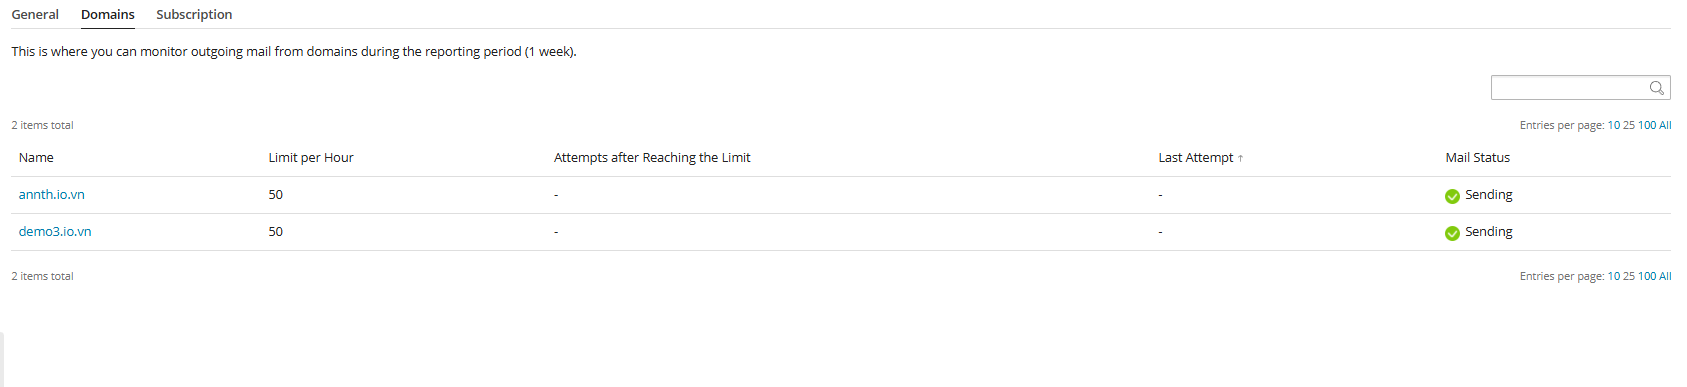 General Domains Subscription
This is where you can monitor outgoing mail from domains during the reporting period (1 week).
2 items total Entries per page: 10 25 100 All
Name Limit per Hour Attempts after Reaching the Limit Last Attempt ↑ Mail Status
annth.io.vn 50 - - Sending
demo3.io.vn 50 - - Sending
2 items total Entries per page: 10 25 100 All